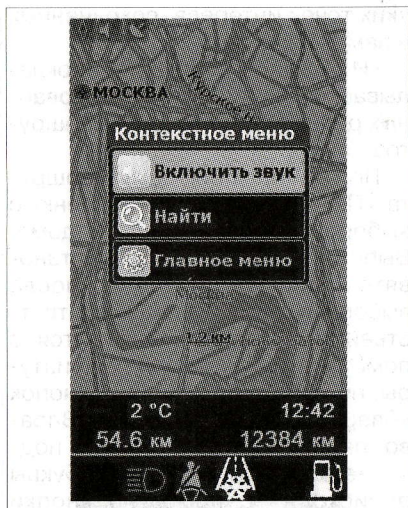 МОСКВА
Курское н
Контекстное меню
Включить звук
Найти
Главное меню
Москва
1.2 км
2 °C 12:42
54.6 км 12384 км